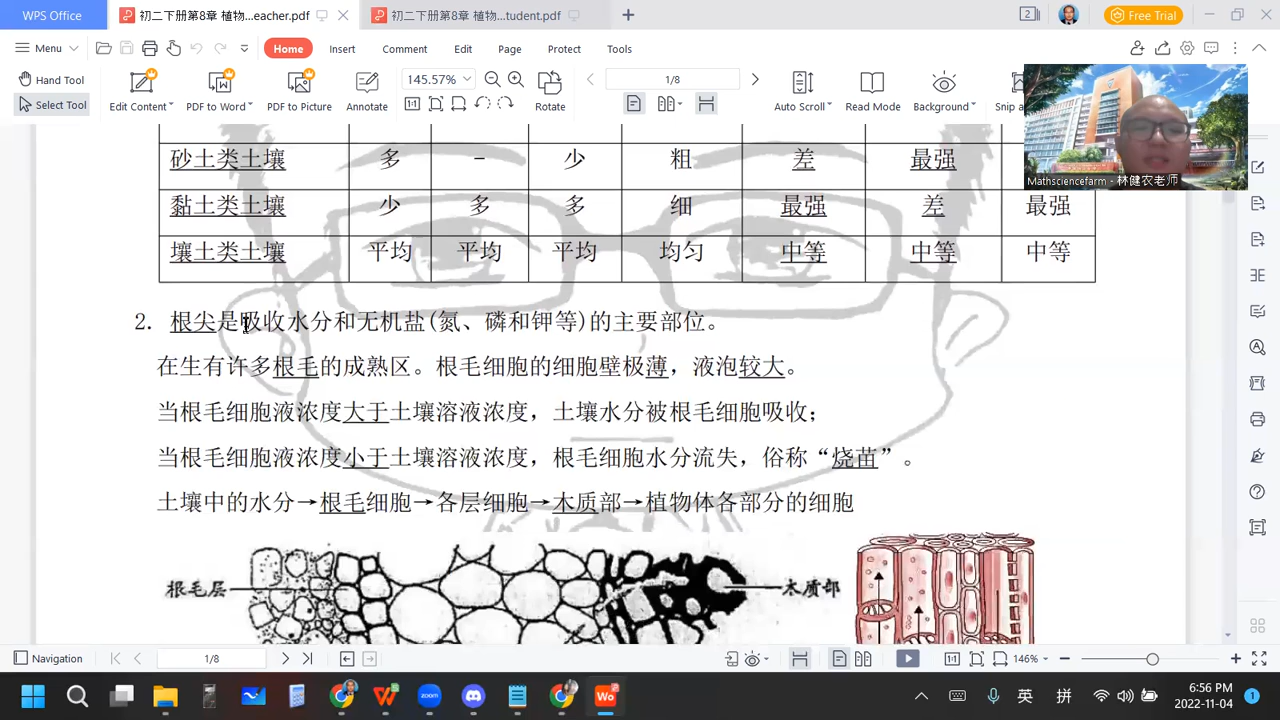 WPS Office
初二下册第8章 植物...eacher.pdf
初二下册第8章 植物...tudent.pdf
2
Free Trial
Menu
Home
Insert
Comment
Edit
Page
Protect
Tools
Hand Tool
Select Tool
Edit Content
PDF to Word
PDF to Picture
Annotate
145.57%
1/8
Rotate
Auto Scroll
Read Mode
Background
Snip a
Mathsciencefarm - 林健农老师
砂土类土壤 多 - 少 粗 差 最强
黏土类土壤 少 多 多 细 最强 差 最强
壤土类土壤 平均 平均 平均 均匀 中等 中等 中等
2. 根尖是吸收水分和无机盐(氮、磷和钾等)的主要部位。
在生有许多根毛的成熟区。根毛细胞的细胞壁极薄，液泡较大。
当根毛细胞液浓度大于土壤溶液浓度，土壤水分被根毛细胞吸收；
当根毛细胞液浓度小于土壤溶液浓度，根毛细胞水分流失，俗称“烧苗”。
土壤中的水分→根毛细胞→各层细胞→木质部→植物体各部分的细胞
根毛层
木质部
Navigation
1/8
146%
英
拼
6:56 PM
2022-11-04
1